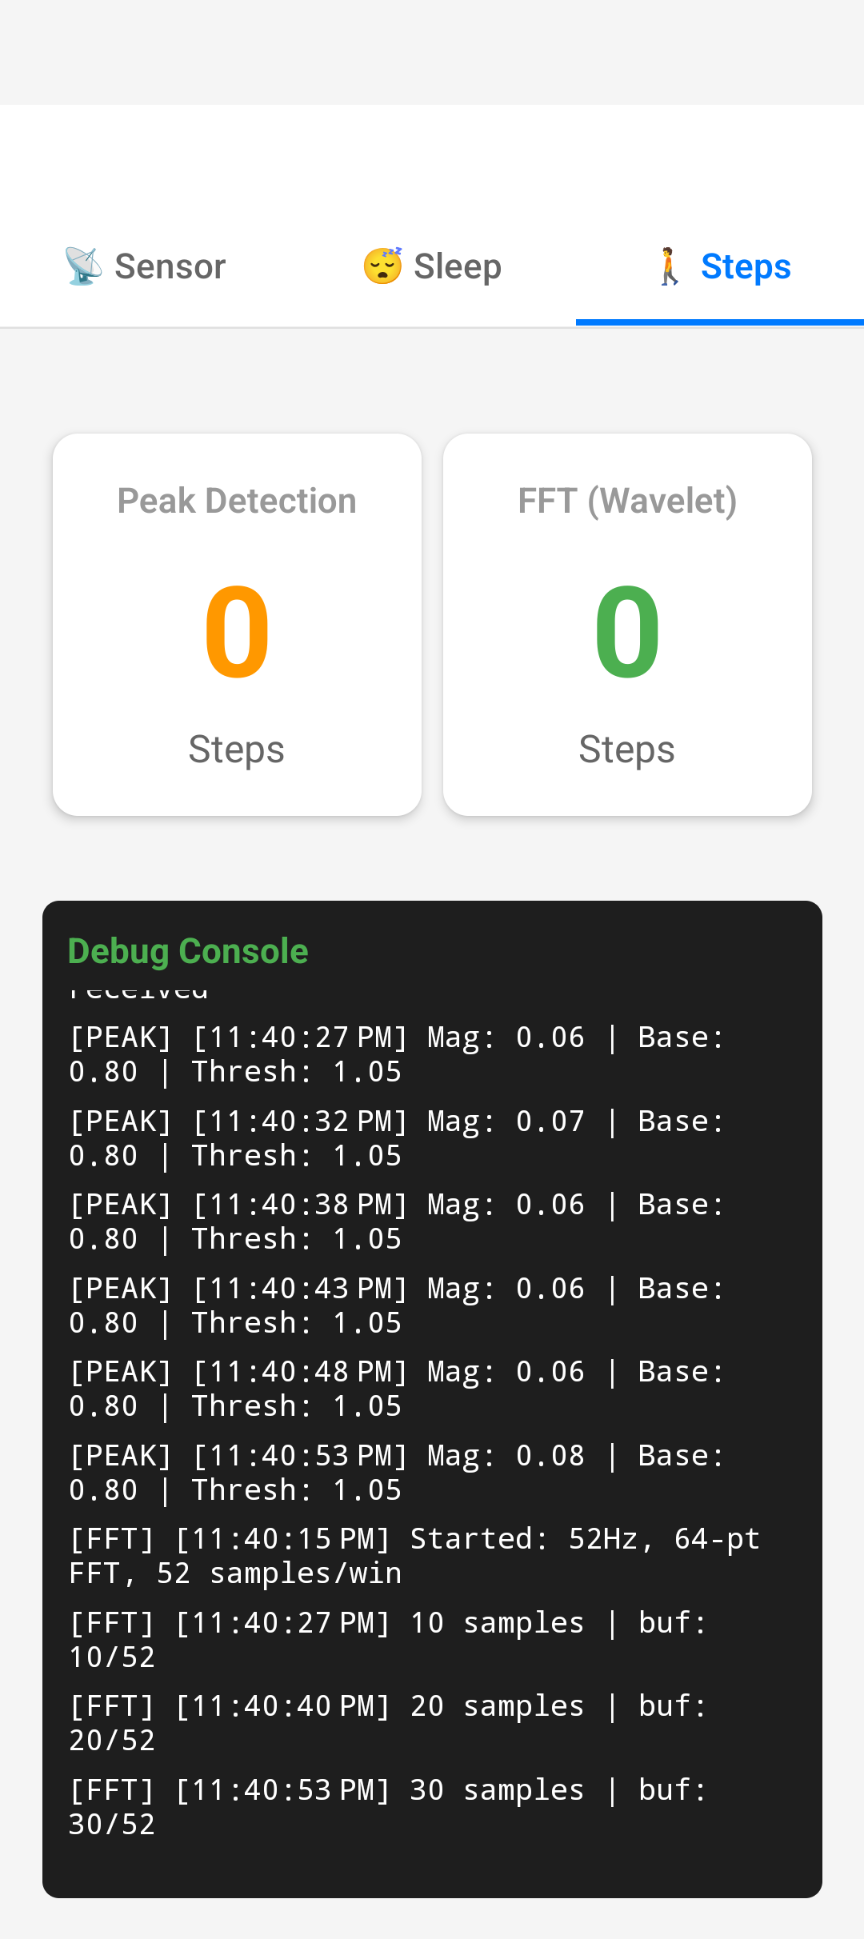 📡 Sensor
😴 Sleep
🚶 Steps
Peak Detection
0
Steps
FFT (Wavelet)
0
Steps
Debug Console
received
[PEAK] [11:40:27 PM] Mag: 0.06 | Base:
0.80 | Thresh: 1.05
[PEAK] [11:40:32 PM] Mag: 0.07 | Base:
0.80 | Thresh: 1.05
[PEAK] [11:40:38 PM] Mag: 0.06 | Base:
0.80 | Thresh: 1.05
[PEAK] [11:40:43 PM] Mag: 0.06 | Base:
0.80 | Thresh: 1.05
[PEAK] [11:40:48 PM] Mag: 0.06 | Base:
0.80 | Thresh: 1.05
[PEAK] [11:40:53 PM] Mag: 0.08 | Base:
0.80 | Thresh: 1.05
[FFT] [11:40:15 PM] Started: 52Hz, 64-pt
FFT, 52 samples/win
[FFT] [11:40:27 PM] 10 samples | buf:
10/52
[FFT] [11:40:40 PM] 20 samples | buf:
20/52
[FFT] [11:40:53 PM] 30 samples | buf:
30/52